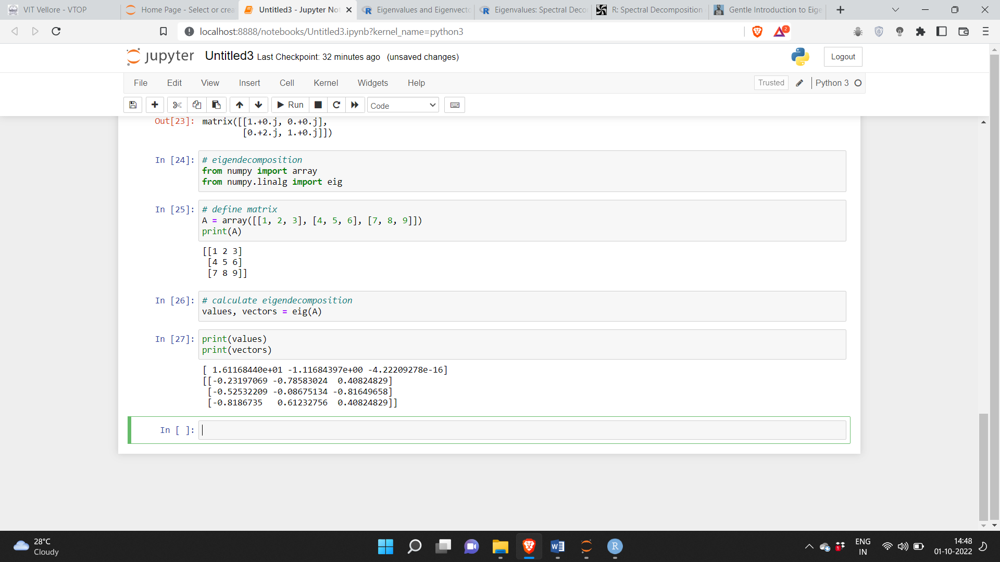 VIT Vellore - VTOP
Home Page - Select or crea
Untitled3 - Jupyter Not
Eigenvalues and Eigenvecto
Eigenvalues: Spectral Deco
R: Spectral Decomposition
Gentle Introduction to Eige
localhost:8888/notebooks/Untitled3.ipynb?kernel_name=python3
2
jupyter Untitled3 Last Checkpoint: 32 minutes ago (unsaved changes)
Logout
File Edit View Insert Cell Kernel Widgets Help
Trusted
Python 3
Run
Code
Out[23]: matrix([[1.+0.j, 0.+0.j],
[0.+2.j, 1.+0.j]])
In [24]: # eigendecomposition
from numpy import array
from numpy.linalg import eig
In [25]: # define matrix
A = array([[1, 2, 3], [4, 5, 6], [7, 8, 9]])
print(A)
[[1 2 3]
[4 5 6]
[7 8 9]]
In [26]: # calculate eigendecomposition
values, vectors = eig(A)
In [27]: print(values)
print(vectors)
[ 1.61168440e+01 -1.11684397e+00 -4.22209278e-16]
[[-0.23197069 -0.78583024  0.40824829]
[-0.52532209 -0.08675134 -0.81649658]
[-0.8186735   0.61232756  0.40824829]]
In [ ]:
28°C
Cloudy
1
ENG
IN
14:48
01-10-2022